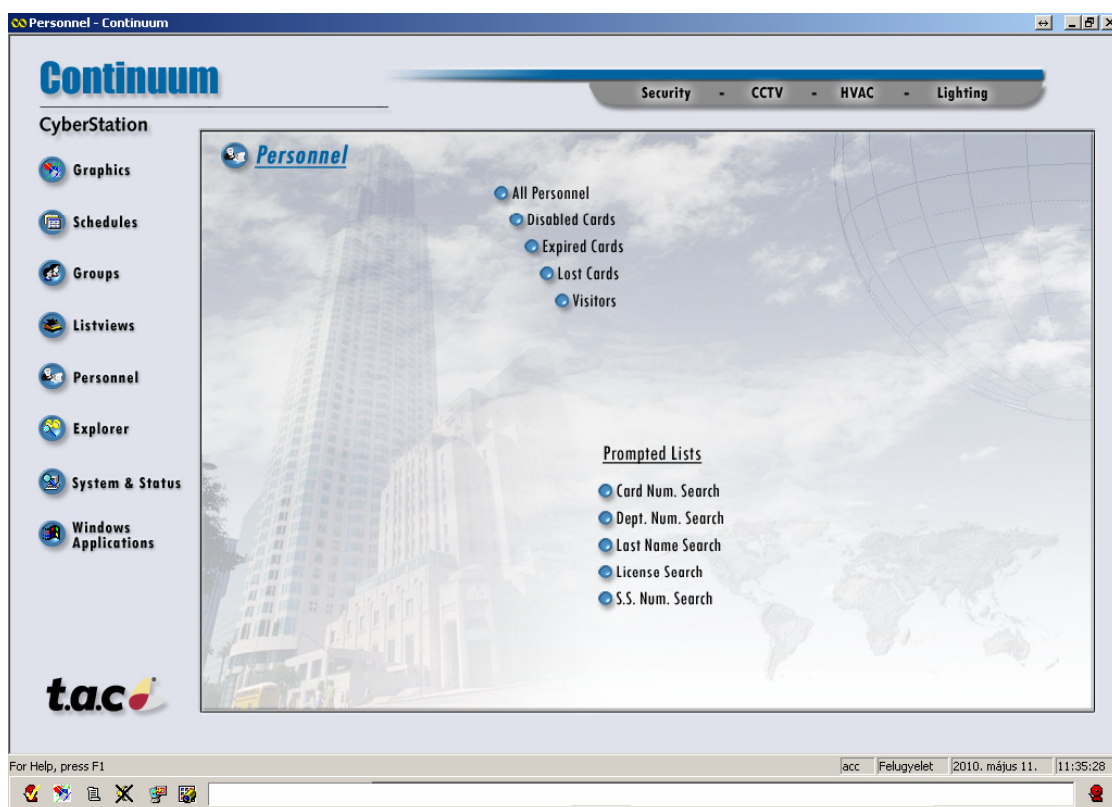 Personnel - Continuum
Continuum
Security - CCTV - HVAC - Lighting
CyberStation
Graphics
Schedules
Groups
Listviews
Personnel
Explorer
System & Status
Windows
Applications
t.a.c
Personnel
All Personnel
Disabled Cards
Expired Cards
Lost Cards
Visitors
Prompted Lists
Card Num. Search
Dept. Num. Search
Last Name Search
License Search
S.S. Num. Search
For Help, press F1
acc Felugyelet 2010. május 11. 11:35:28